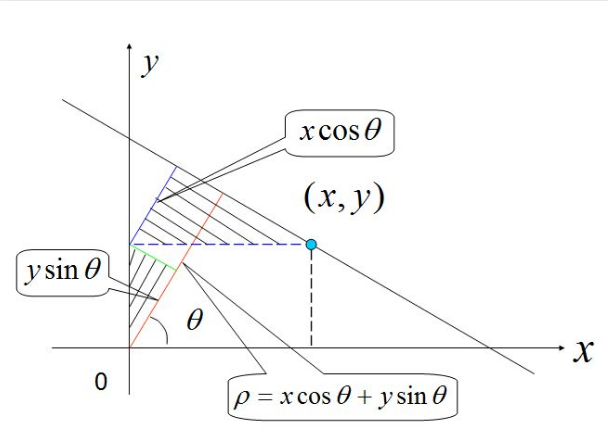 y
x cos θ
(x, y)
y sin θ
θ
x
0
ρ = x cos θ + y sin θ